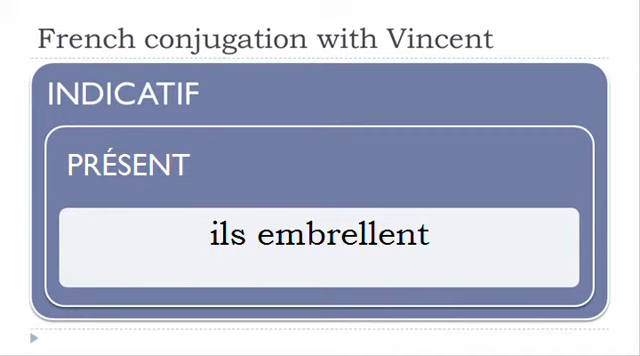 French conjugation with Vincent
INDICATIF
PRÉSENT
ils embrellent